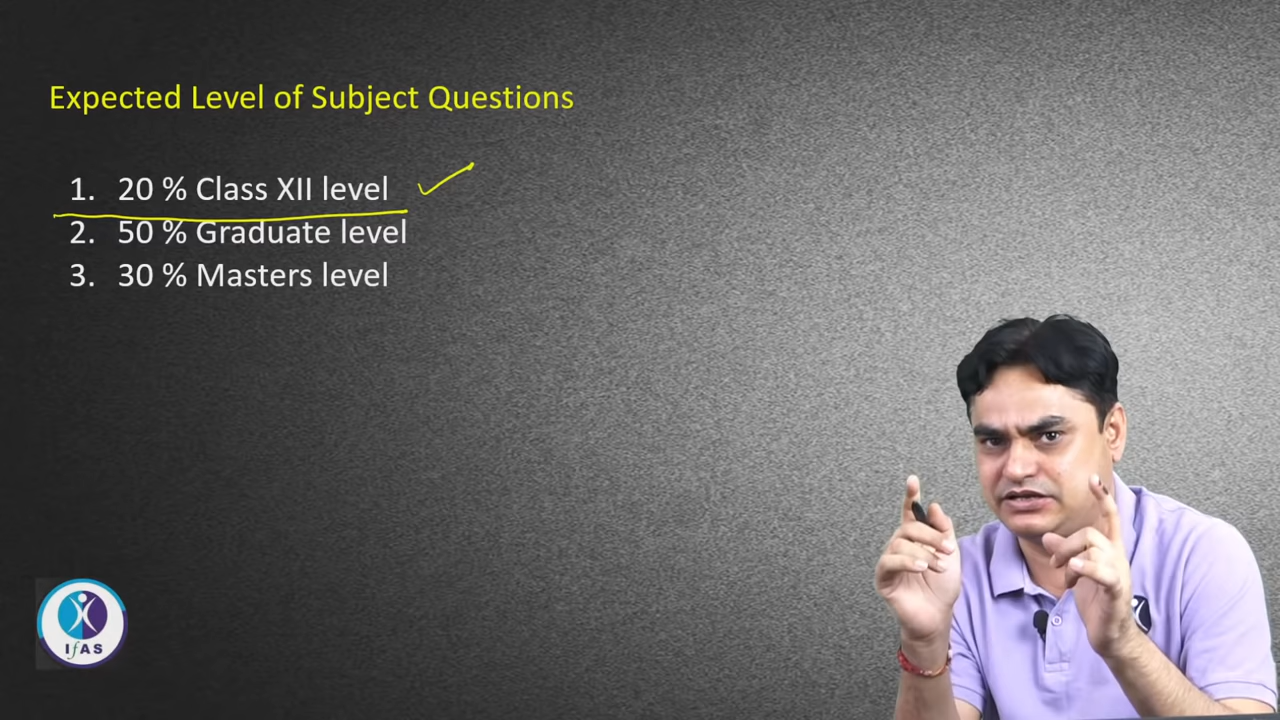 Expected Level of Subject Questions
1. 20 % Class XII level
2. 50 % Graduate level
3. 30 % Masters level
IfAS